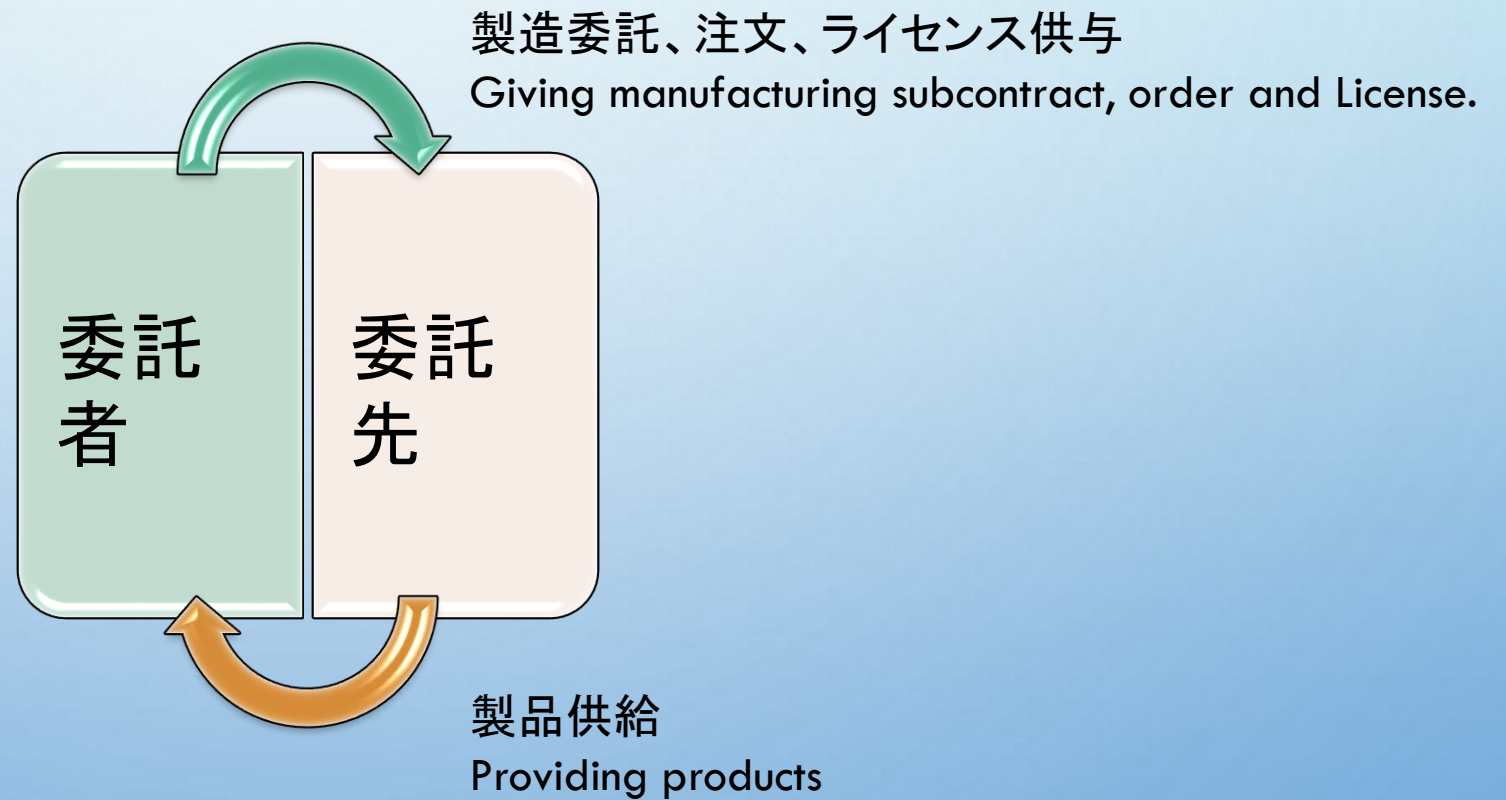 製造委託、注文、ライセンス供与
Giving manufacturing subcontract, order and License.
委託
者
委託
先
製品供給
Providing products